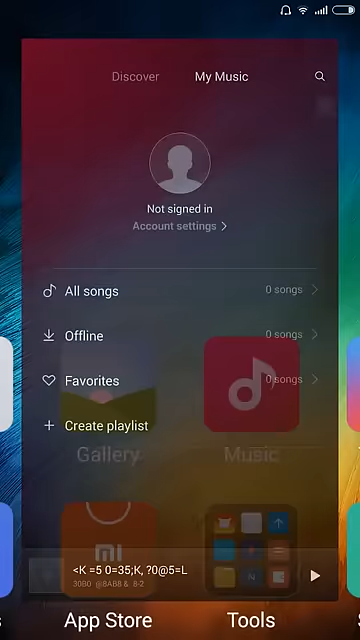 Discover My Music
Not signed in
Account settings
All songs 0 songs
Offline 0 songs
Favorites 0 songs
Create playlist
Gallery Music
<K =5 0=35;K, ?0@5=L
App Store Tools